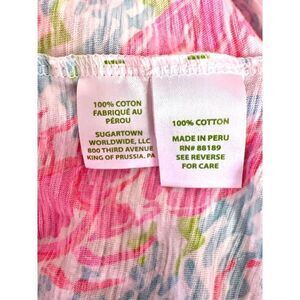 100% COTON
FABRIQUÉ AU
PÉROU
SUGARTOWN
WORLDWIDE, LLC
800 THIRD AVENUE
KING OF PRUSSIA, PA
100% COTTON
MADE IN PERU
RN# 88189
SEE REVERSE
FOR CARE